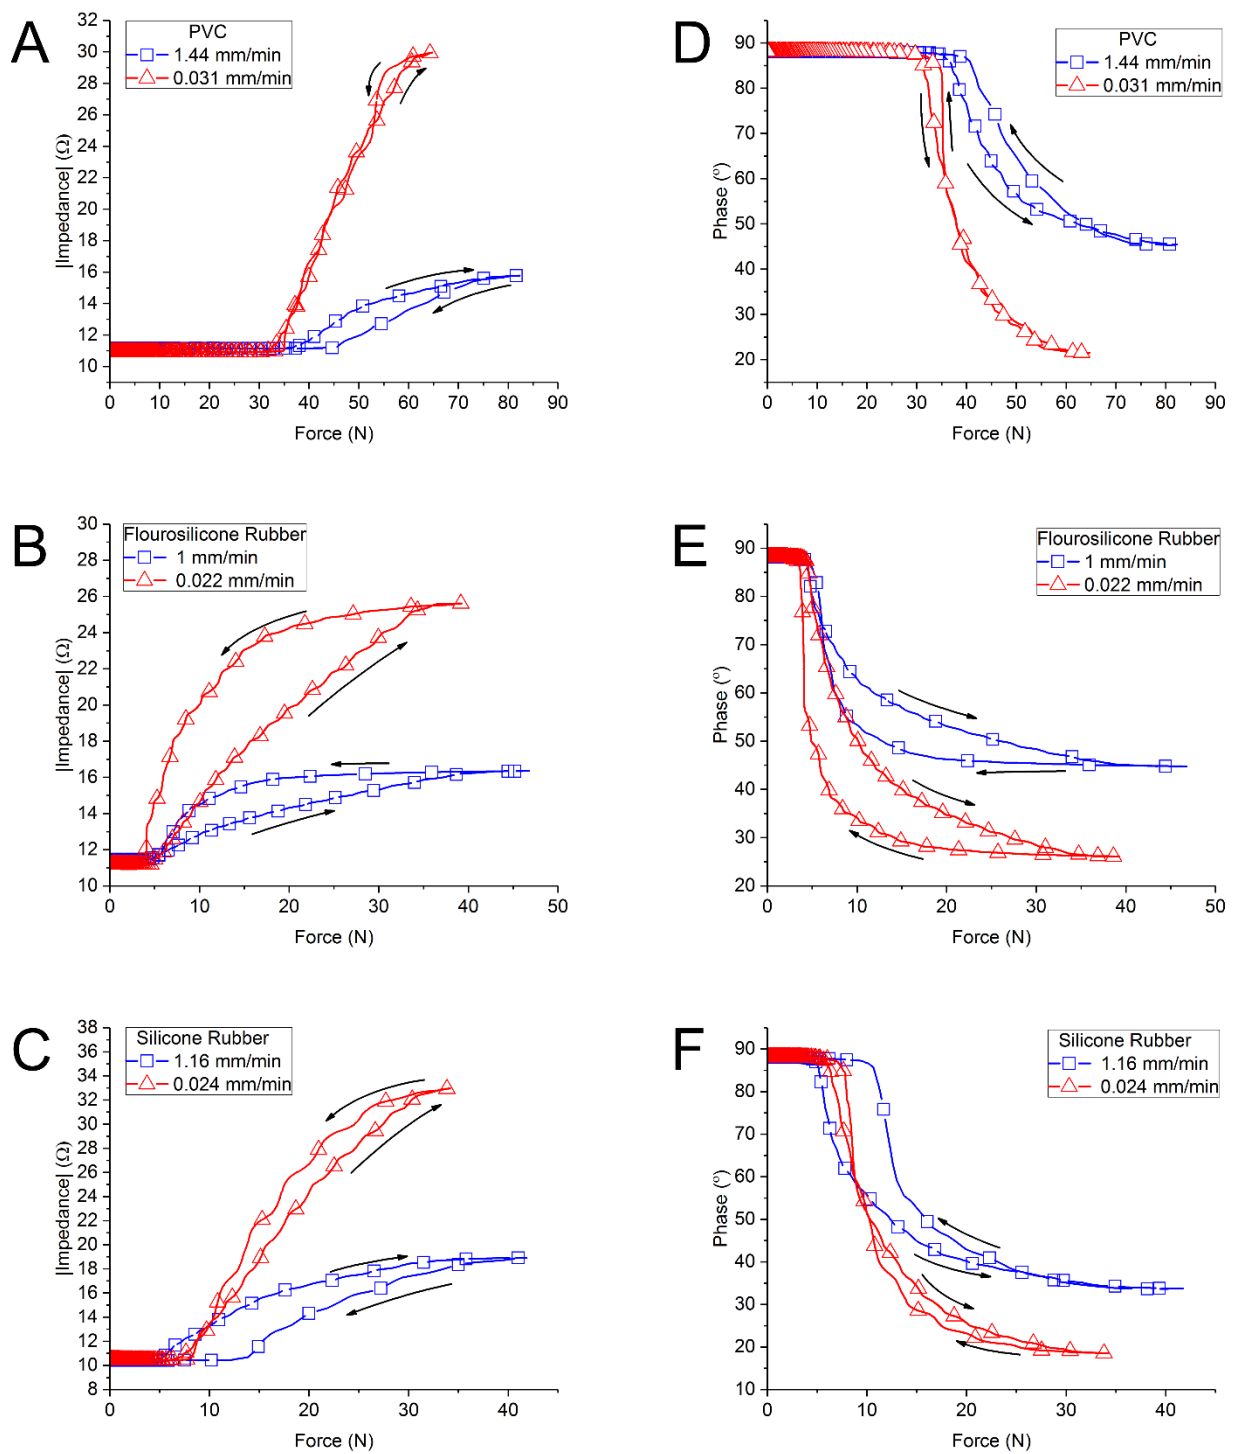 A
PVC
1.44 mm/min
0.031 mm/min
|Impedance| (Ω)
32
30
28
26
24
22
20
18
16
14
12
10
0 10 20 30 40 50 60 70 80 90
Force (N)
D
PVC
1.44 mm/min
0.031 mm/min
Phase (º)
90
80
70
60
50
40
30
20
0 10 20 30 40 50 60 70 80 90
Force (N)
B
Flourosilicone Rubber
1 mm/min
0.022 mm/min
|Impedance| (Ω)
30
28
26
24
22
20
18
16
14
12
10
0 10 20 30 40 50
Force (N)
E
Flourosilicone Rubber
1 mm/min
0.022 mm/min
Phase (º)
90
80
70
60
50
40
30
20
0 10 20 30 40 50
Force (N)
C
Silicone Rubber
1.16 mm/min
0.024 mm/min
|Impedance| (Ω)
38
36
34
32
30
28
26
24
22
20
18
16
14
12
10
8
0 10 20 30 40
Force (N)
F
Silicone Rubber
1.16 mm/min
0.024 mm/min
Phase (º)
90
80
70
60
50
40
30
20
10
0 10 20 30 40
Force (N)